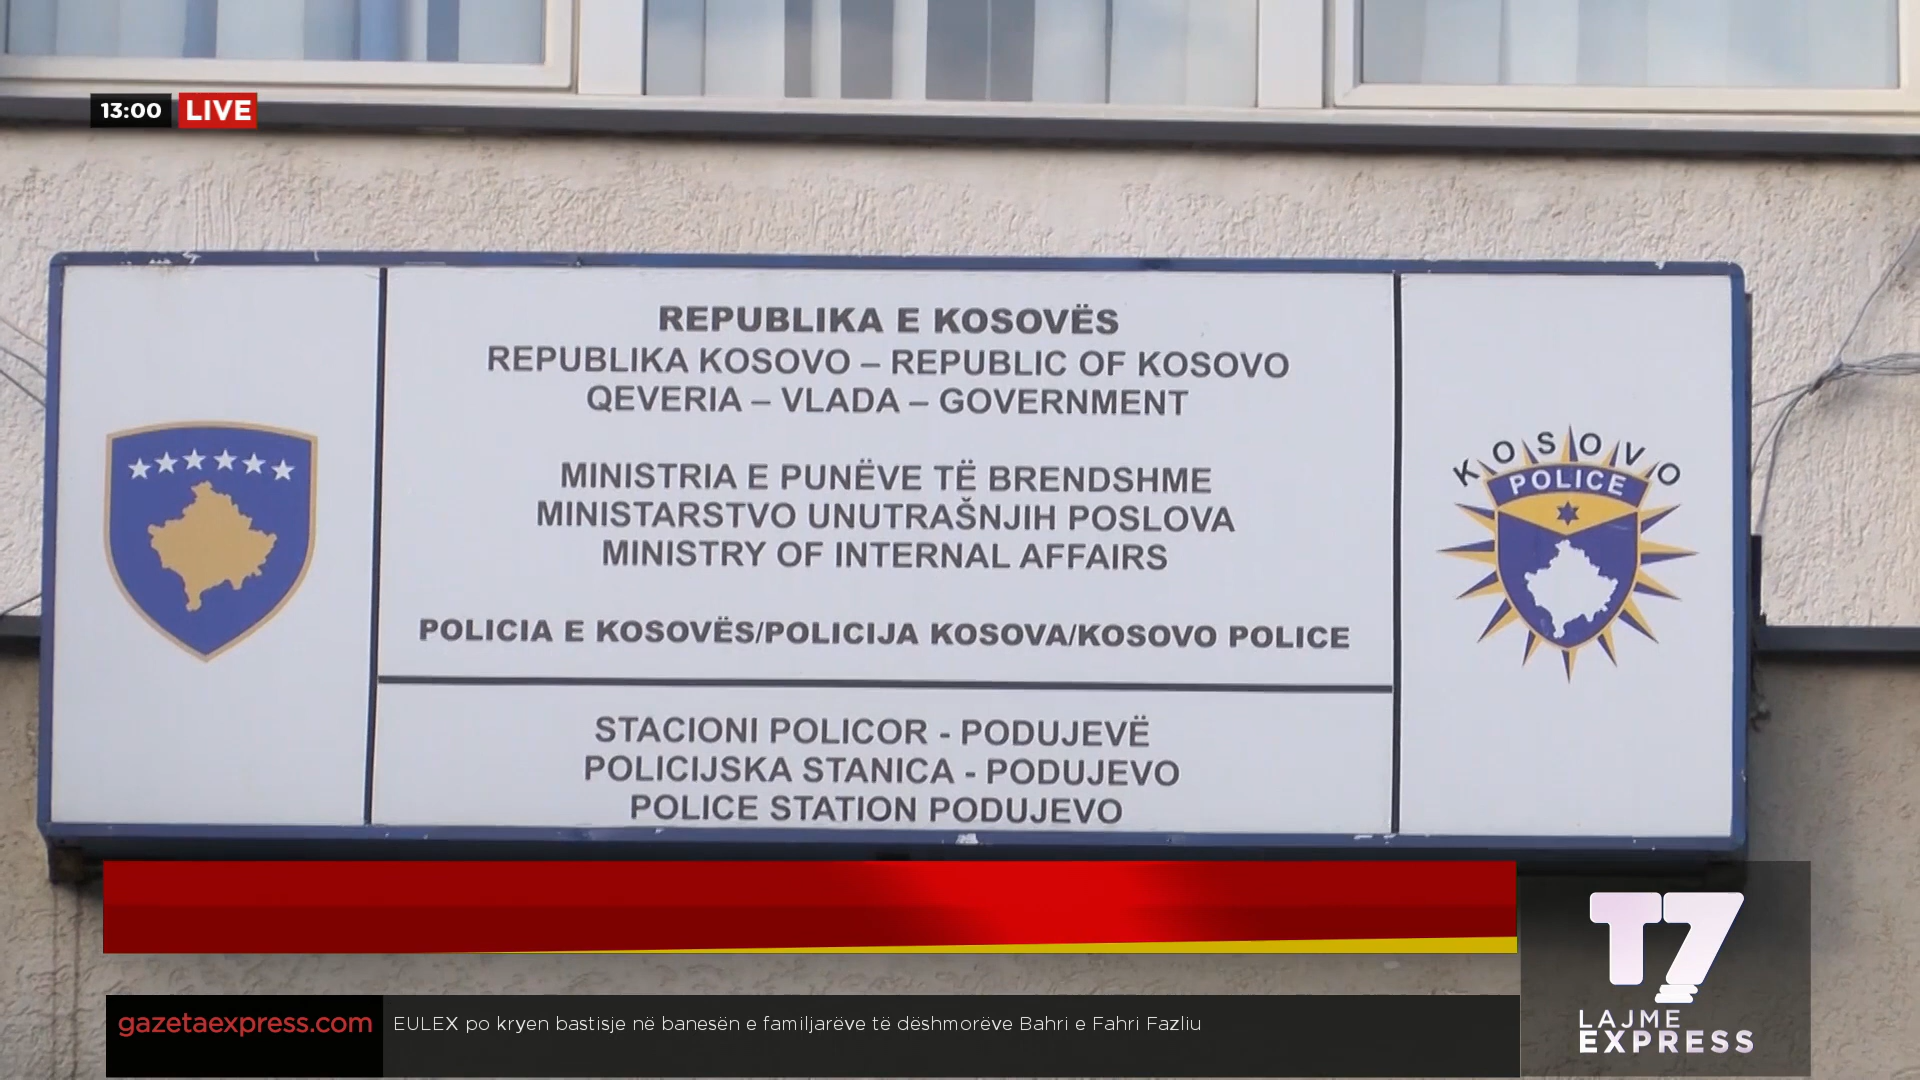 13:00 LIVE
REPUBLIKA E KOSOVËS
REPUBLIKA KOSOVO – REPUBLIC OF KOSOVO
QEVERIA – VLADA – GOVERNMENT
MINISTRIA E PUNËVE TË BRENDSHME
MINISTARSTVO UNUTRAŠNJIH POSLOVA
MINISTRY OF INTERNAL AFFAIRS
POLICIA E KOSOVËS/POLICIJA KOSOVA/KOSOVO POLICE
STACIONI POLICOR - PODUJEVË
POLICIJSKA STANICA - PODUJEVO
POLICE STATION PODUJEVO
KOSOVO
POLICE
T7
LAJME
EXPRESS
gazetaexpress.com
EULEX po kryen bastisje në banesën e familjarëve të dëshmorëve Bahri e Fahri Fazliu